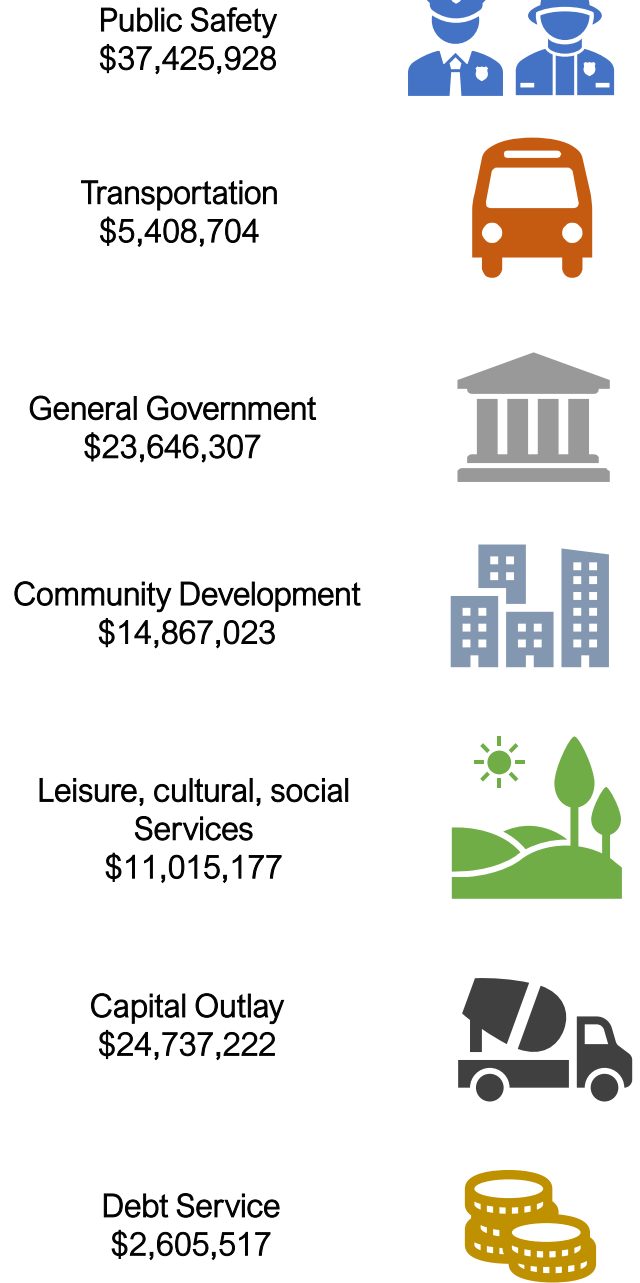 Public Safety
$37,425,928
Transportation
$5,408,704
General Government
$23,646,307
Community Development
$14,867,023
Leisure, cultural, social
Services
$11,015,177
Capital Outlay
$24,737,222
Debt Service
$2,605,517